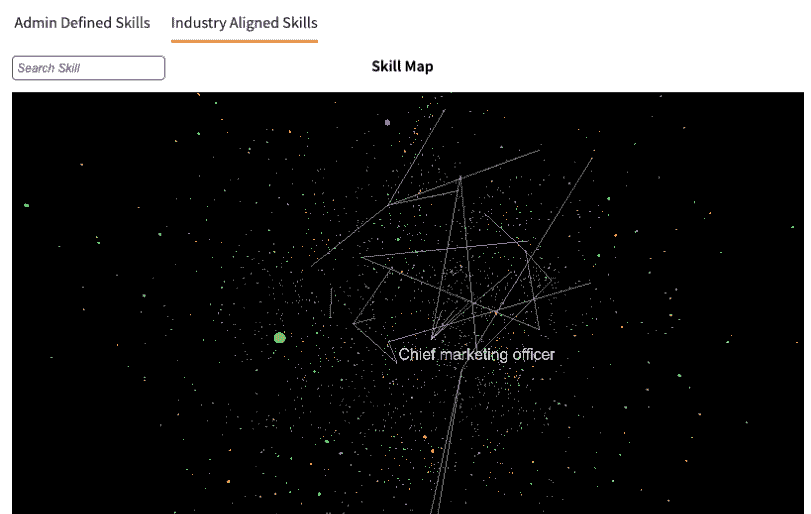 Admin Defined Skills Industry Aligned Skills
Search Skill
Skill Map
Chief marketing officer